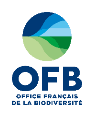 OFB
OFFICE FRANÇAIS
DE LA BIODIVERSITÉ